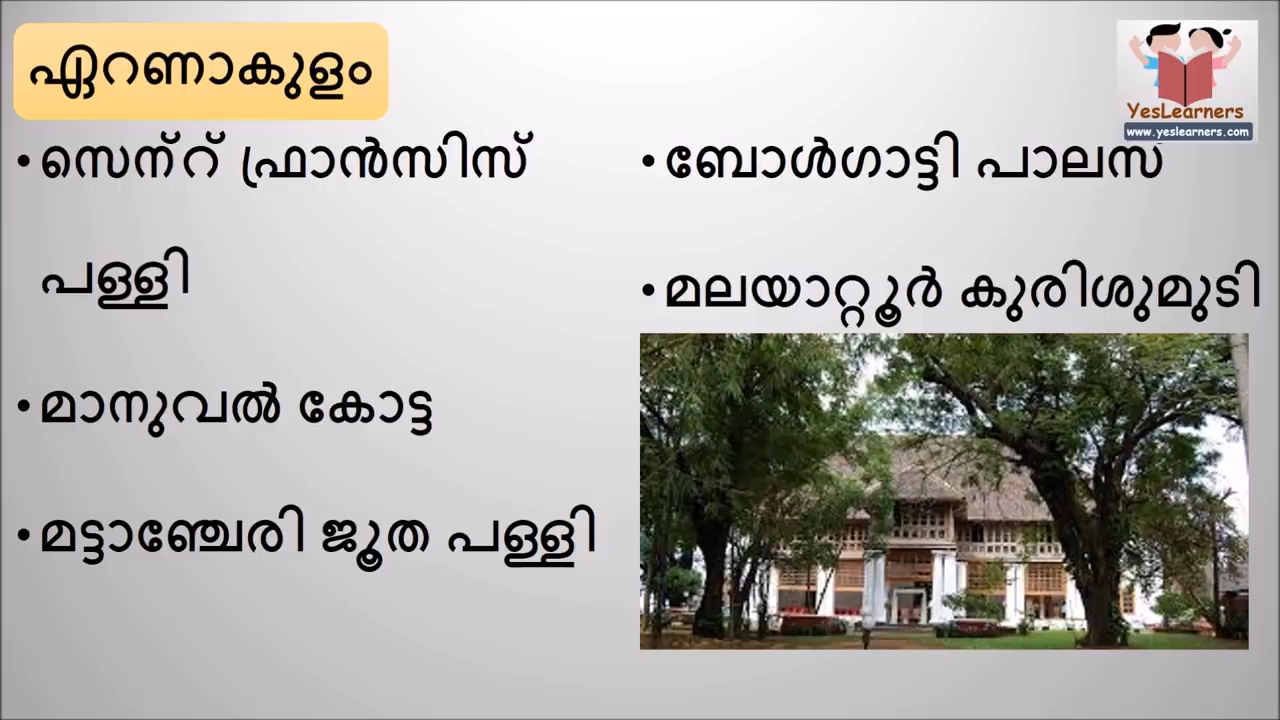 ഏറണാകുളം
YesLearners
www.yeslearners.com
• സെന്റ് ഫ്രാൻസിസ്
പള്ളി
• മാനുവൽ കോട്ട
• മട്ടാഞ്ചേരി ജൂത പള്ളി
• ബോൾഗാട്ടി പാലസ്
• മലയാറ്റൂർ കുരിശുമുടി